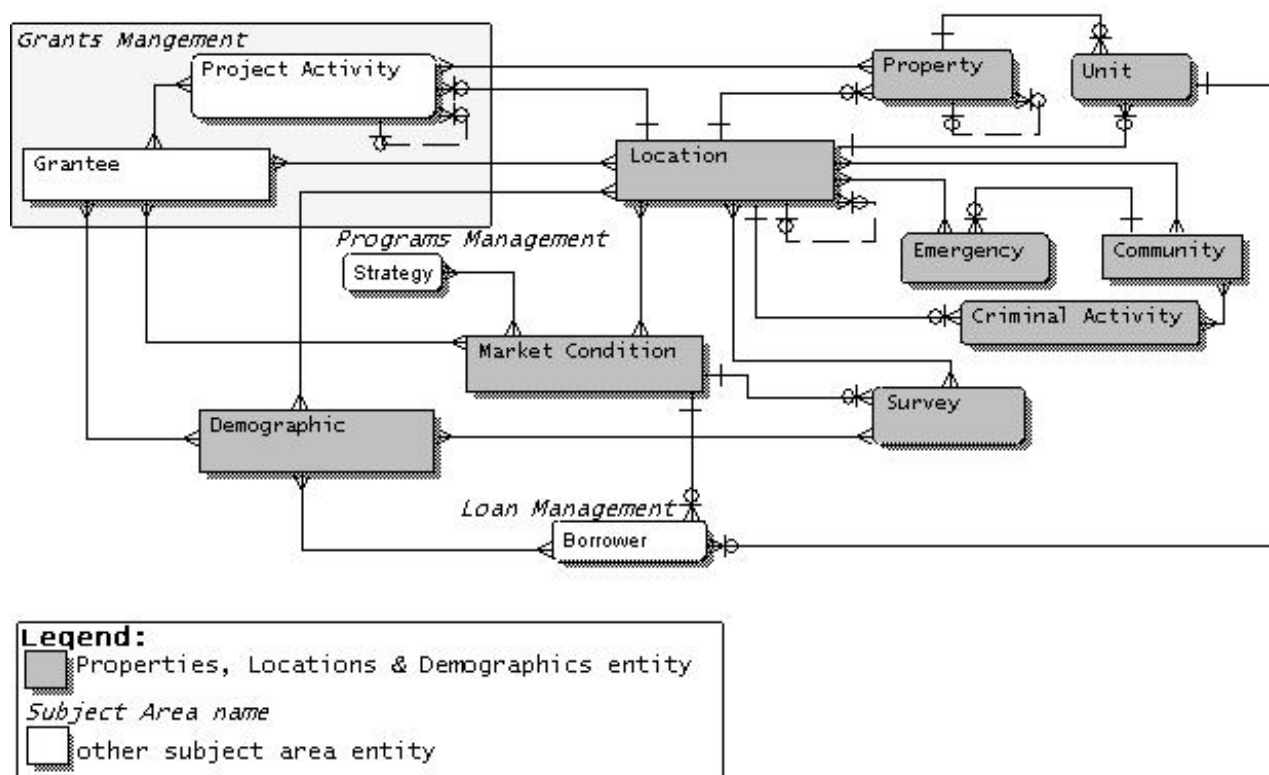 Grants Mangement
Project Activity
Property
Unit
Grantee
Location
Programs Management
Strategy
Emergency
Community
Criminal Activity
Market Condition
Survey
Demographic
Loan Management
Borrower
Legend:
Properties, Locations & Demographics entity
Subject Area name
other subject area entity